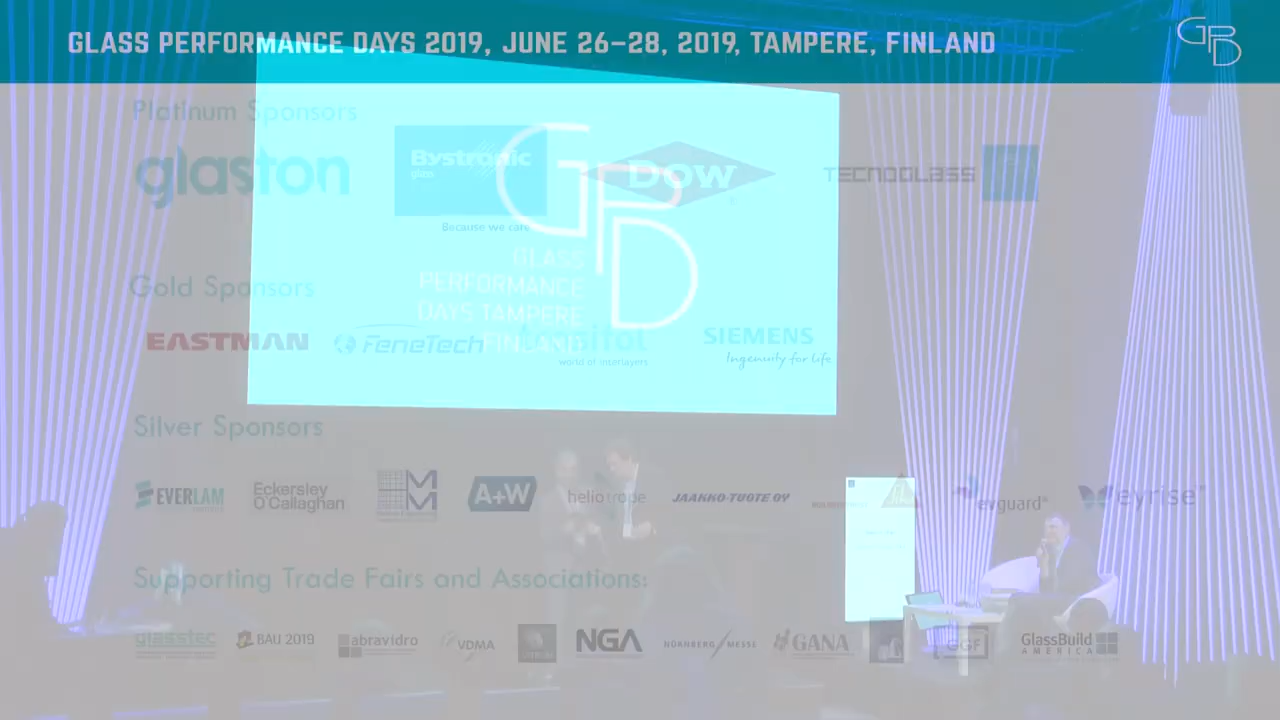 GLASS PERFORMANCE DAYS 2019, JUNE 26–28, 2019, TAMPERE, FINLAND
GPD
Platinum Sponsors
glaston
Bystronic
glass
Because we care
DOW
TECNOGLASS
GPD
GLASS
PERFORMANCE
DAYS TAMPERE
FINLAND
Gold Sponsors
EASTMAN
FeneTech
world of interlayers
SIEMENS
Ingenuity for life
Silver Sponsors
EVERLAM
Eckersley
O'Callaghan
A+W
heliotrope
JAAKKO-TUOTE OY
evguard
eyrise
Supporting Trade Fairs and Associations:
glasstec
BAU 2019
abravidro
VDMA
NGA
NÜRNBERG MESSE
GANA
GGF
GlassBuild
AMERICA